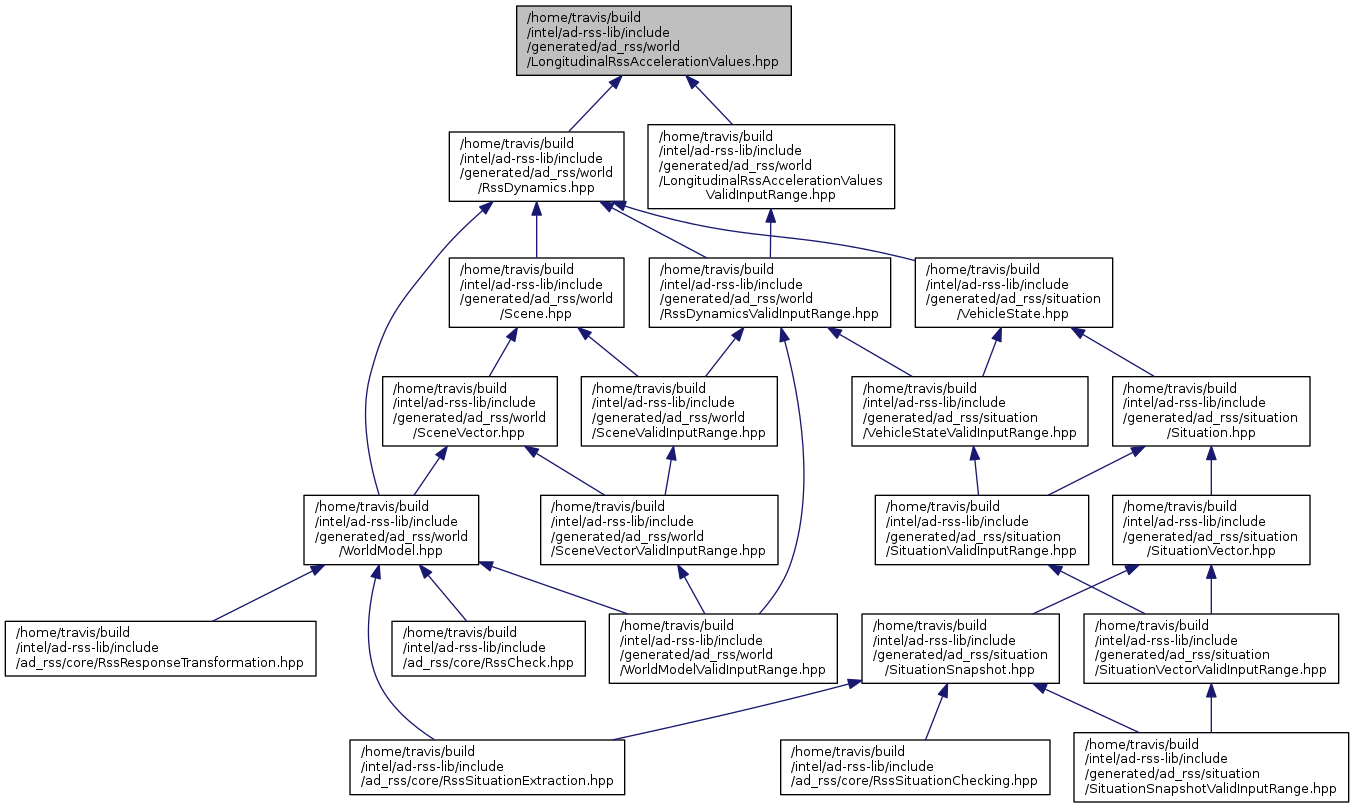 /home/travis/build
/intel/ad-rss-lib/include
/generated/ad_rss/world
/LongitudinalRssAccelerationValues.hpp
/home/travis/build
/intel/ad-rss-lib/include
/generated/ad_rss/world
/RssDynamics.hpp
/home/travis/build
/intel/ad-rss-lib/include
/generated/ad_rss/world
/LongitudinalRssAccelerationValues
ValidInputRange.hpp
/home/travis/build
/intel/ad-rss-lib/include
/generated/ad_rss/world
/Scene.hpp
/home/travis/build
/intel/ad-rss-lib/include
/generated/ad_rss/world
/RssDynamicsValidInputRange.hpp
/home/travis/build
/intel/ad-rss-lib/include
/generated/ad_rss/situation
/VehicleState.hpp
/home/travis/build
/intel/ad-rss-lib/include
/generated/ad_rss/world
/SceneVector.hpp
/home/travis/build
/intel/ad-rss-lib/include
/generated/ad_rss/world
/SceneValidInputRange.hpp
/home/travis/build
/intel/ad-rss-lib/include
/generated/ad_rss/situation
/VehicleStateValidInputRange.hpp
/home/travis/build
/intel/ad-rss-lib/include
/generated/ad_rss/situation
/Situation.hpp
/home/travis/build
/intel/ad-rss-lib/include
/generated/ad_rss/world
/WorldModel.hpp
/home/travis/build
/intel/ad-rss-lib/include
/generated/ad_rss/world
/SceneVectorValidInputRange.hpp
/home/travis/build
/intel/ad-rss-lib/include
/generated/ad_rss/situation
/SituationValidInputRange.hpp
/home/travis/build
/intel/ad-rss-lib/include
/generated/ad_rss/situation
/SituationVector.hpp
/home/travis/build
/intel/ad-rss-lib/include
/ad_rss/core/RssResponseTransformation.hpp
/home/travis/build
/intel/ad-rss-lib/include
/ad_rss/core/RssCheck.hpp
/home/travis/build
/intel/ad-rss-lib/include
/generated/ad_rss/world
/WorldModelValidInputRange.hpp
/home/travis/build
/intel/ad-rss-lib/include
/generated/ad_rss/situation
/SituationSnapshot.hpp
/home/travis/build
/intel/ad-rss-lib/include
/generated/ad_rss/situation
/SituationVectorValidInputRange.hpp
/home/travis/build
/intel/ad-rss-lib/include
/ad_rss/core/RssSituationExtraction.hpp
/home/travis/build
/intel/ad-rss-lib/include
/ad_rss/core/RssSituationChecking.hpp
/home/travis/build
/intel/ad-rss-lib/include
/generated/ad_rss/situation
/SituationSnapshotValidInputRange.hpp